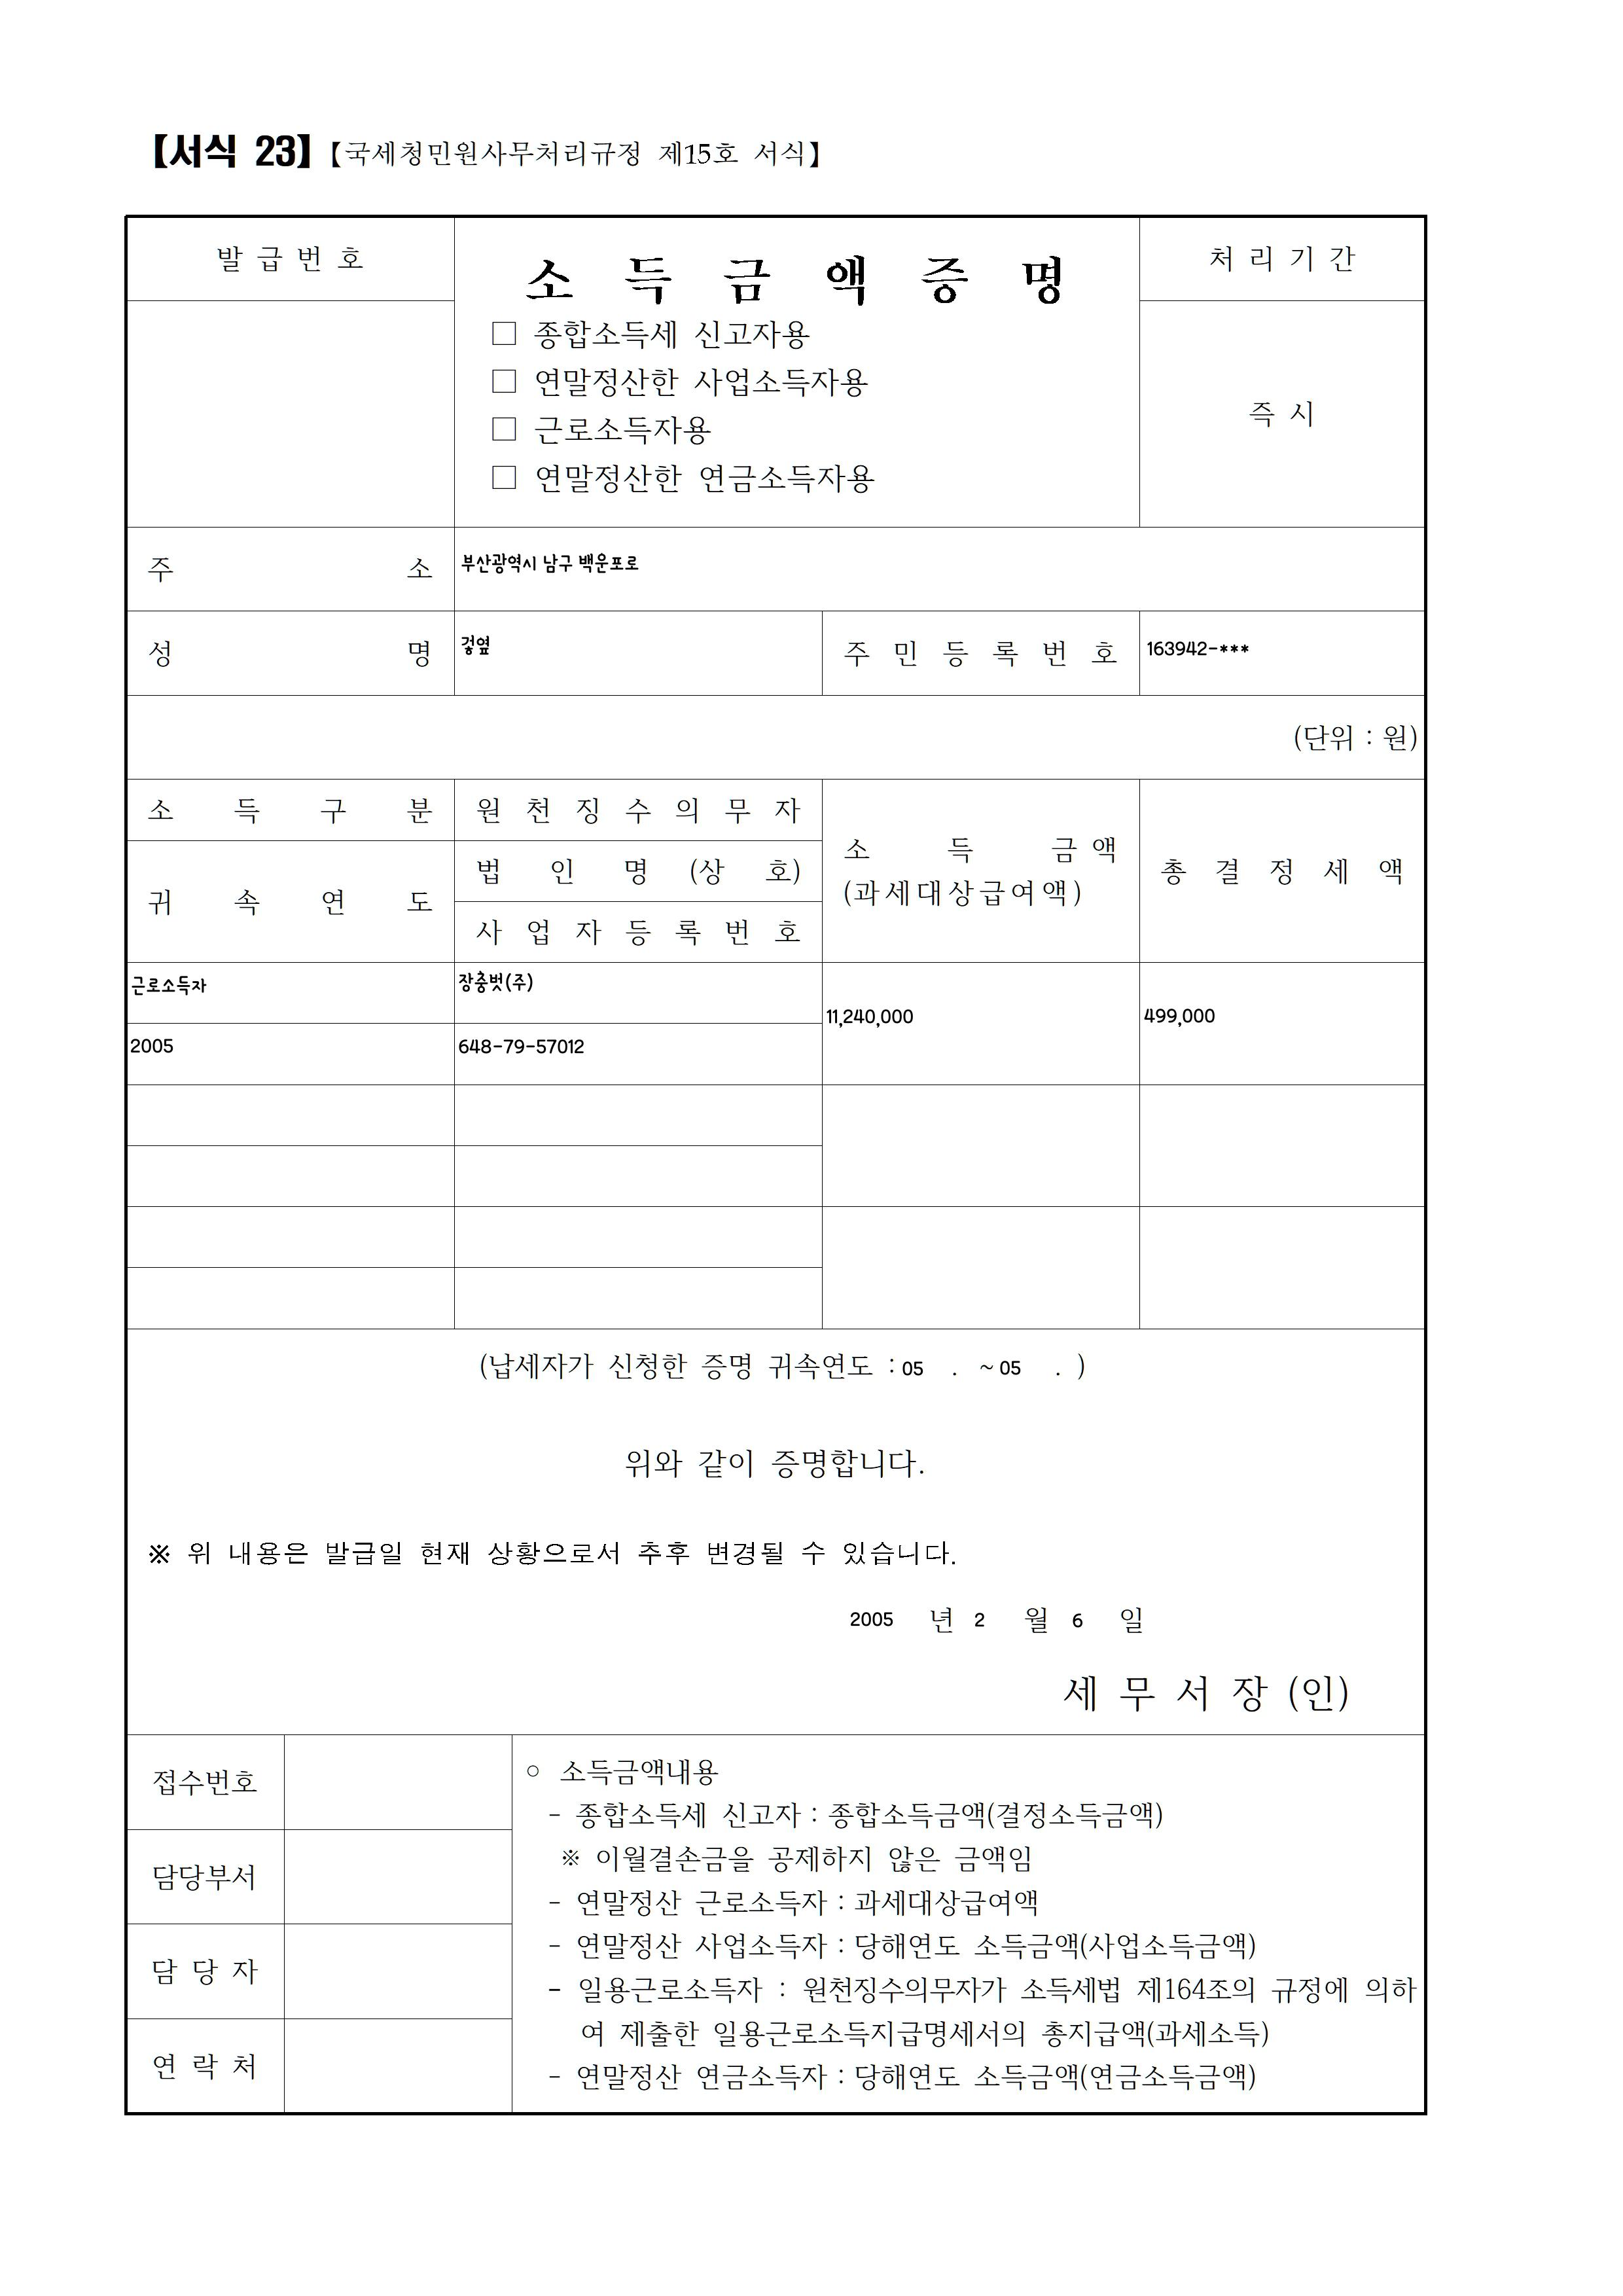 【서식 23】【국세청민원사무처리규정 제15호 서식】
발 급 번 호
소 득 금 액 증 명
처 리 기 간
□ 종합소득세 신고자용
□ 연말정산한 사업소득자용
□ 근로소득자용
□ 연말정산한 연금소득자용
즉 시
주 소
부산광역시 남구 백운포로
성 명
겋옆
주 민 등 록 번 호
163942-***
(단위 : 원)
소 득 구 분
원 천 징 수 의 무 자
소 득 금 액
(과세대상급여액)
총 결 정 세 액
귀 속 연 도
법 인 명 (상 호)
사 업 자 등 록 번 호
근로소득자
장충벗(주)
11,240,000
499,000
2005
648-79-57012
(납세자가 신청한 증명 귀속연도 : 05 . ~ 05 . )
위와 같이 증명합니다.
※ 위 내용은 발급일 현재 상황으로서 추후 변경될 수 있습니다.
2005 년 2 월 6 일
세 무 서 장 (인)
접수번호
담당부서
담 당 자
연 락 처
○ 소득금액내용
- 종합소득세 신고자 : 종합소득금액(결정소득금액)
※ 이월결손금을 공제하지 않은 금액임
- 연말정산 근로소득자 : 과세대상급여액
- 연말정산 사업소득자 : 당해연도 소득금액(사업소득금액)
- 일용근로소득자 : 원천징수의무자가 소득세법 제164조의 규정에 의하
여 제출한 일용근로소득지급명세서의 총지급액(과세소득)
- 연말정산 연금소득자 : 당해연도 소득금액(연금소득금액)